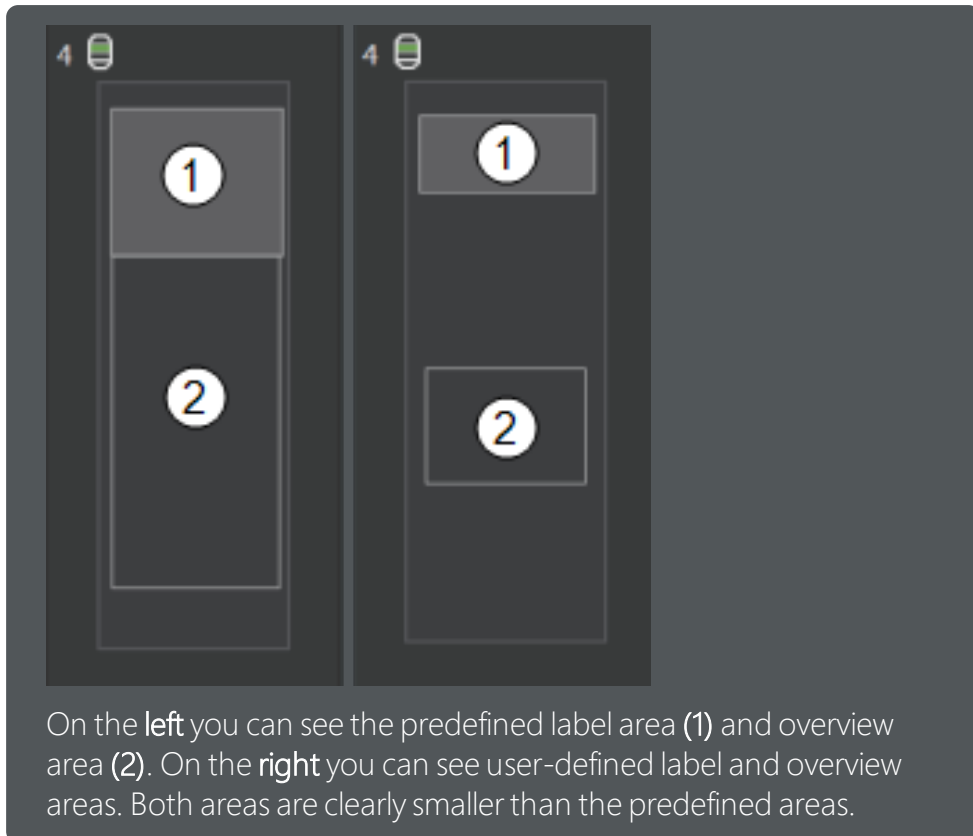 4 4
1 1
2 2
On the left you can see the predefined label area (1) and overview
area (2). On the right you can see user-defined label and overview
areas. Both areas are clearly smaller than the predefined areas.